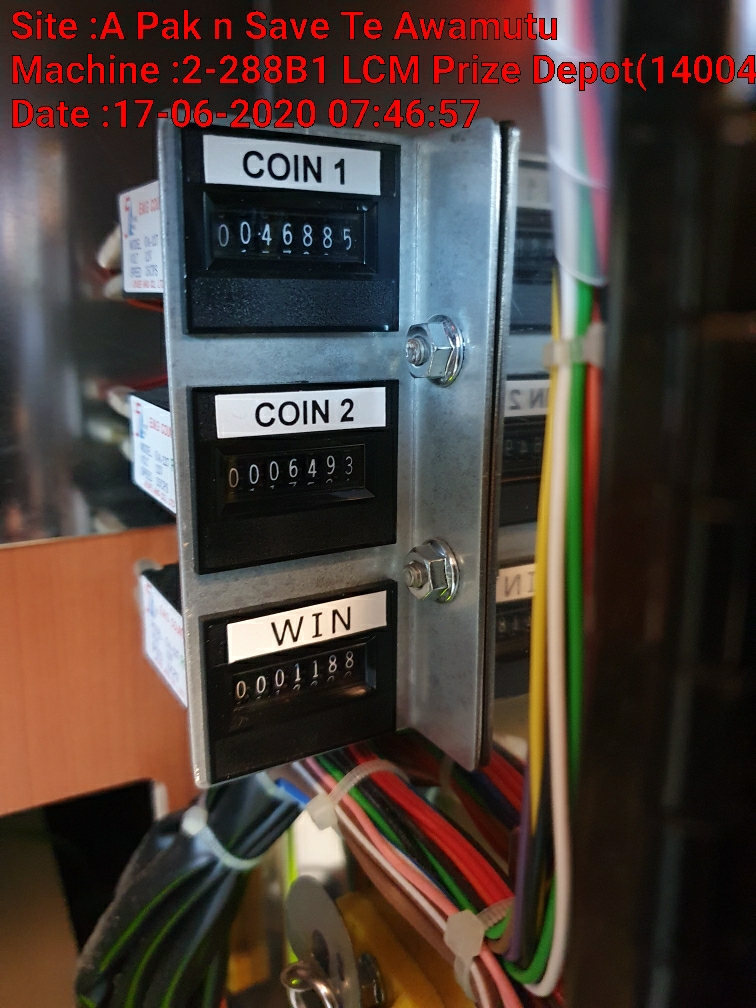 Site :A Pak n Save Te Awamutu
Machine :2-288B1 LCM Prize Depot(14004
Date :17-06-2020 07:46:57
COIN 1
0046885
COIN 2
0006493
WIN
0001188